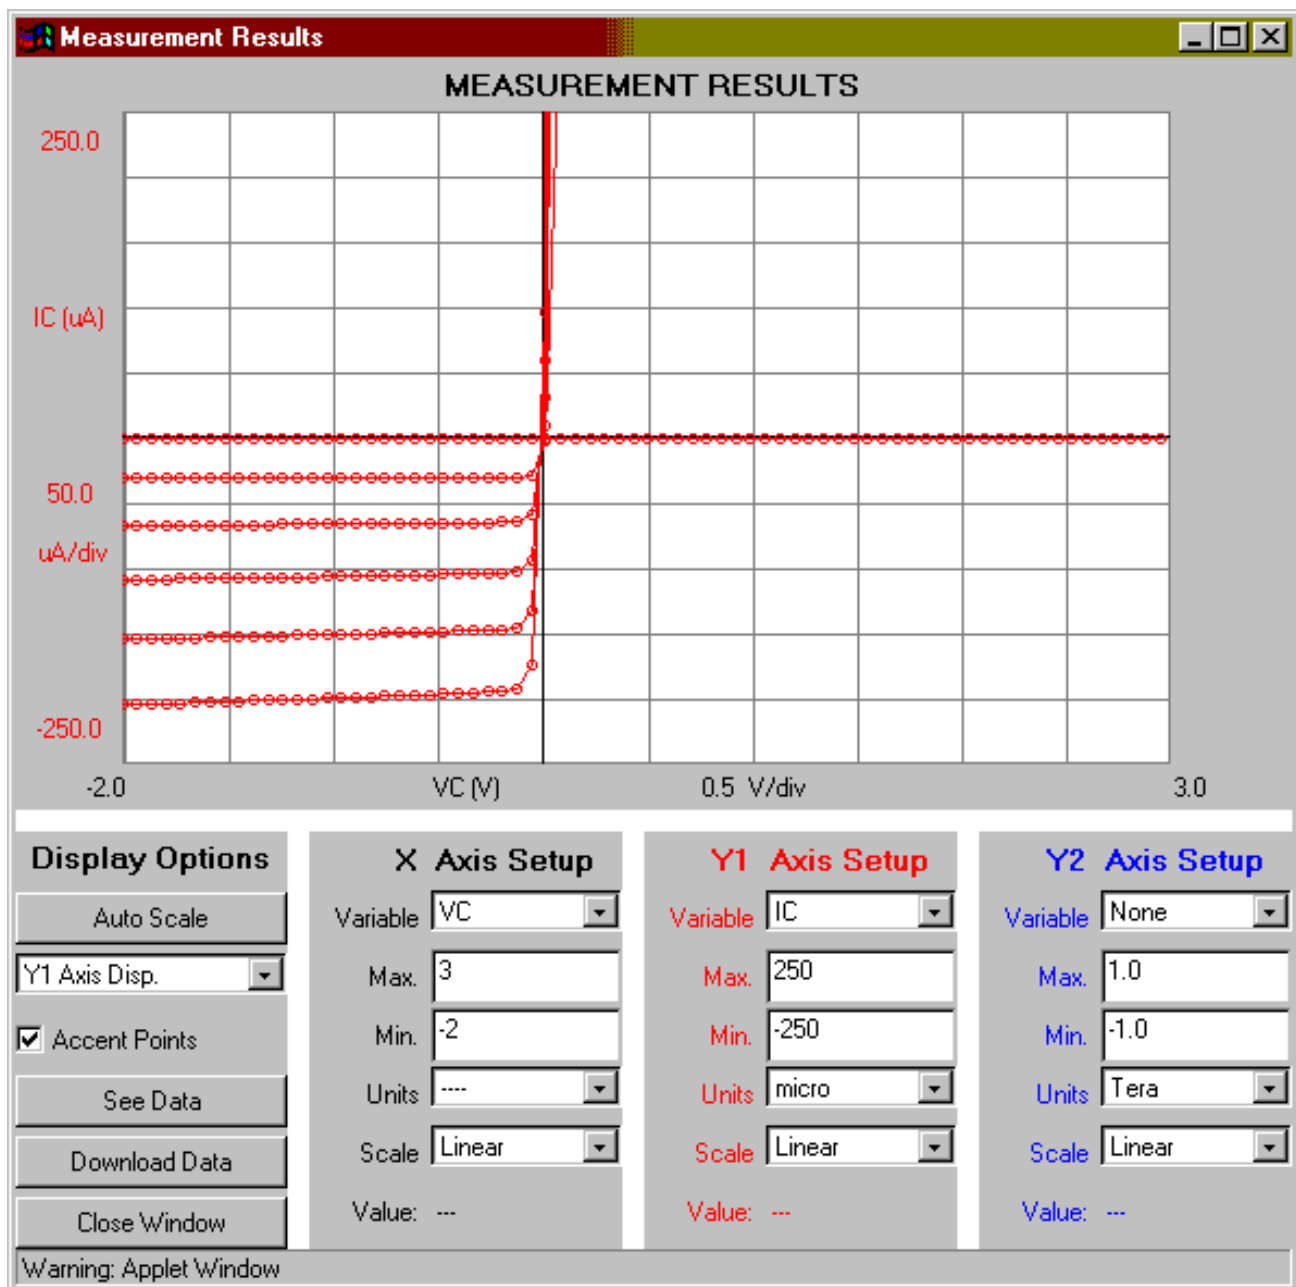 Measurement Results
MEASUREMENT RESULTS
250.0
IC (uA)
50.0
uA/div
-250.0
-2.0 VC (V) 0.5 V/div 3.0
Display Options
Auto Scale
Y1 Axis Disp.
Accent Points
See Data
Download Data
Close Window
X Axis Setup
Variable VC
Max. 3
Min. -2
Units ----
Scale Linear
Value: ---
Y1 Axis Setup
Variable IC
Max. 250
Min. -250
Units micro
Scale Linear
Value: ---
Y2 Axis Setup
Variable None
Max. 1.0
Min. -1.0
Units Tera
Scale Linear
Value: ---
Warning: Applet Window